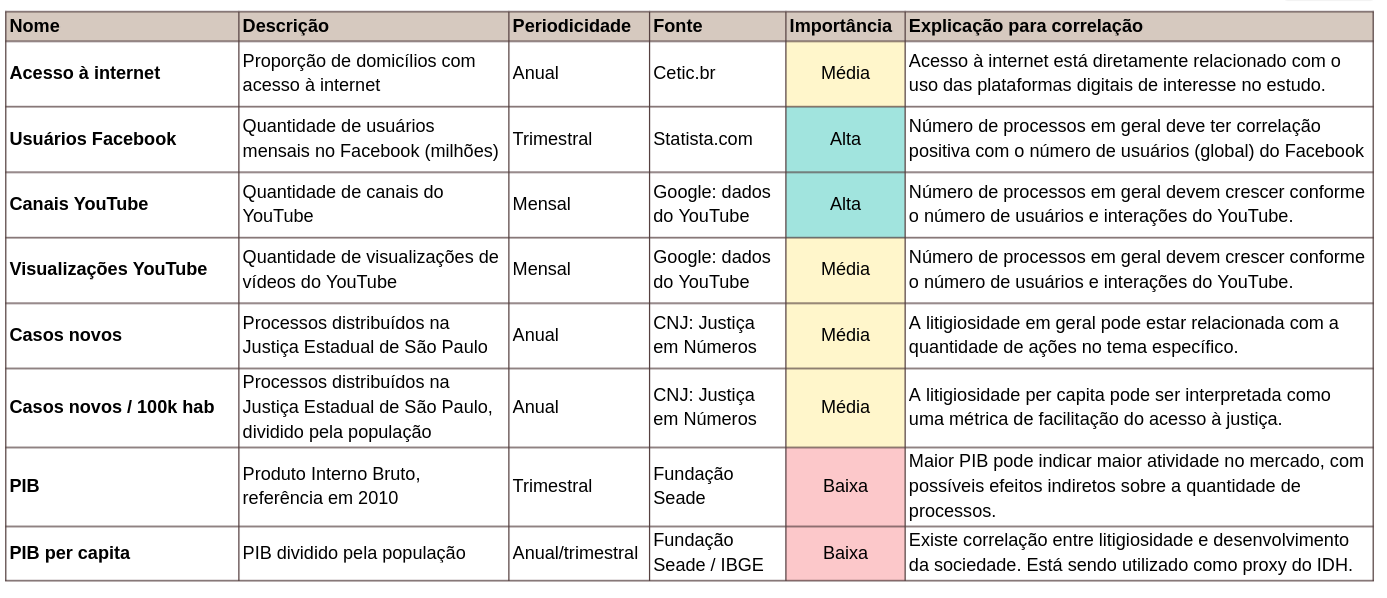 Nome Descrição Periodicidade Fonte Importância Explicação para correlação
Acesso à internet
Proporção de domicílios com
acesso à internet
Anual
Cetic.br
Média
Acesso à internet está diretamente relacionado com o
uso das plataformas digitais de interesse no estudo.
Usuários Facebook
Quantidade de usuários
mensais no Facebook (milhões)
Trimestral
Statista.com
Alta
Número de processos em geral deve ter correlação
positiva com o número de usuários (global) do Facebook
Canais YouTube
Quantidade de canais do
YouTube
Mensal
Google: dados
do YouTube
Alta
Número de processos em geral devem crescer conforme
o número de usuários e interações do YouTube.
Visualizações YouTube
Quantidade de visualizações de
vídeos do YouTube
Mensal
Google: dados
do YouTube
Média
Número de processos em geral devem crescer conforme
o número de usuários e interações do YouTube.
Casos novos
Processos distribuídos na
Justiça Estadual de São Paulo
Anual
CNJ: Justiça
em Números
Média
A litigiosidade em geral pode estar relacionada com a
quantidade de ações no tema específico.
Casos novos / 100k hab
Processos distribuídos na
Justiça Estadual de São Paulo,
dividido pela população
Anual
CNJ: Justiça
em Números
Média
A litigiosidade per capita pode ser interpretada como
uma métrica de facilitação do acesso à justiça.
PIB
Produto Interno Bruto,
referência em 2010
Trimestral
Fundação
Seade
Baixa
Maior PIB pode indicar maior atividade no mercado, com
possíveis efeitos indiretos sobre a quantidade de
processos.
PIB per capita
PIB dividido pela população
Anual/trimestral
Fundação
Seade / IBGE
Baixa
Existe correlação entre litigiosidade e desenvolvimento
da sociedade. Está sendo utilizado como proxy do IDH.